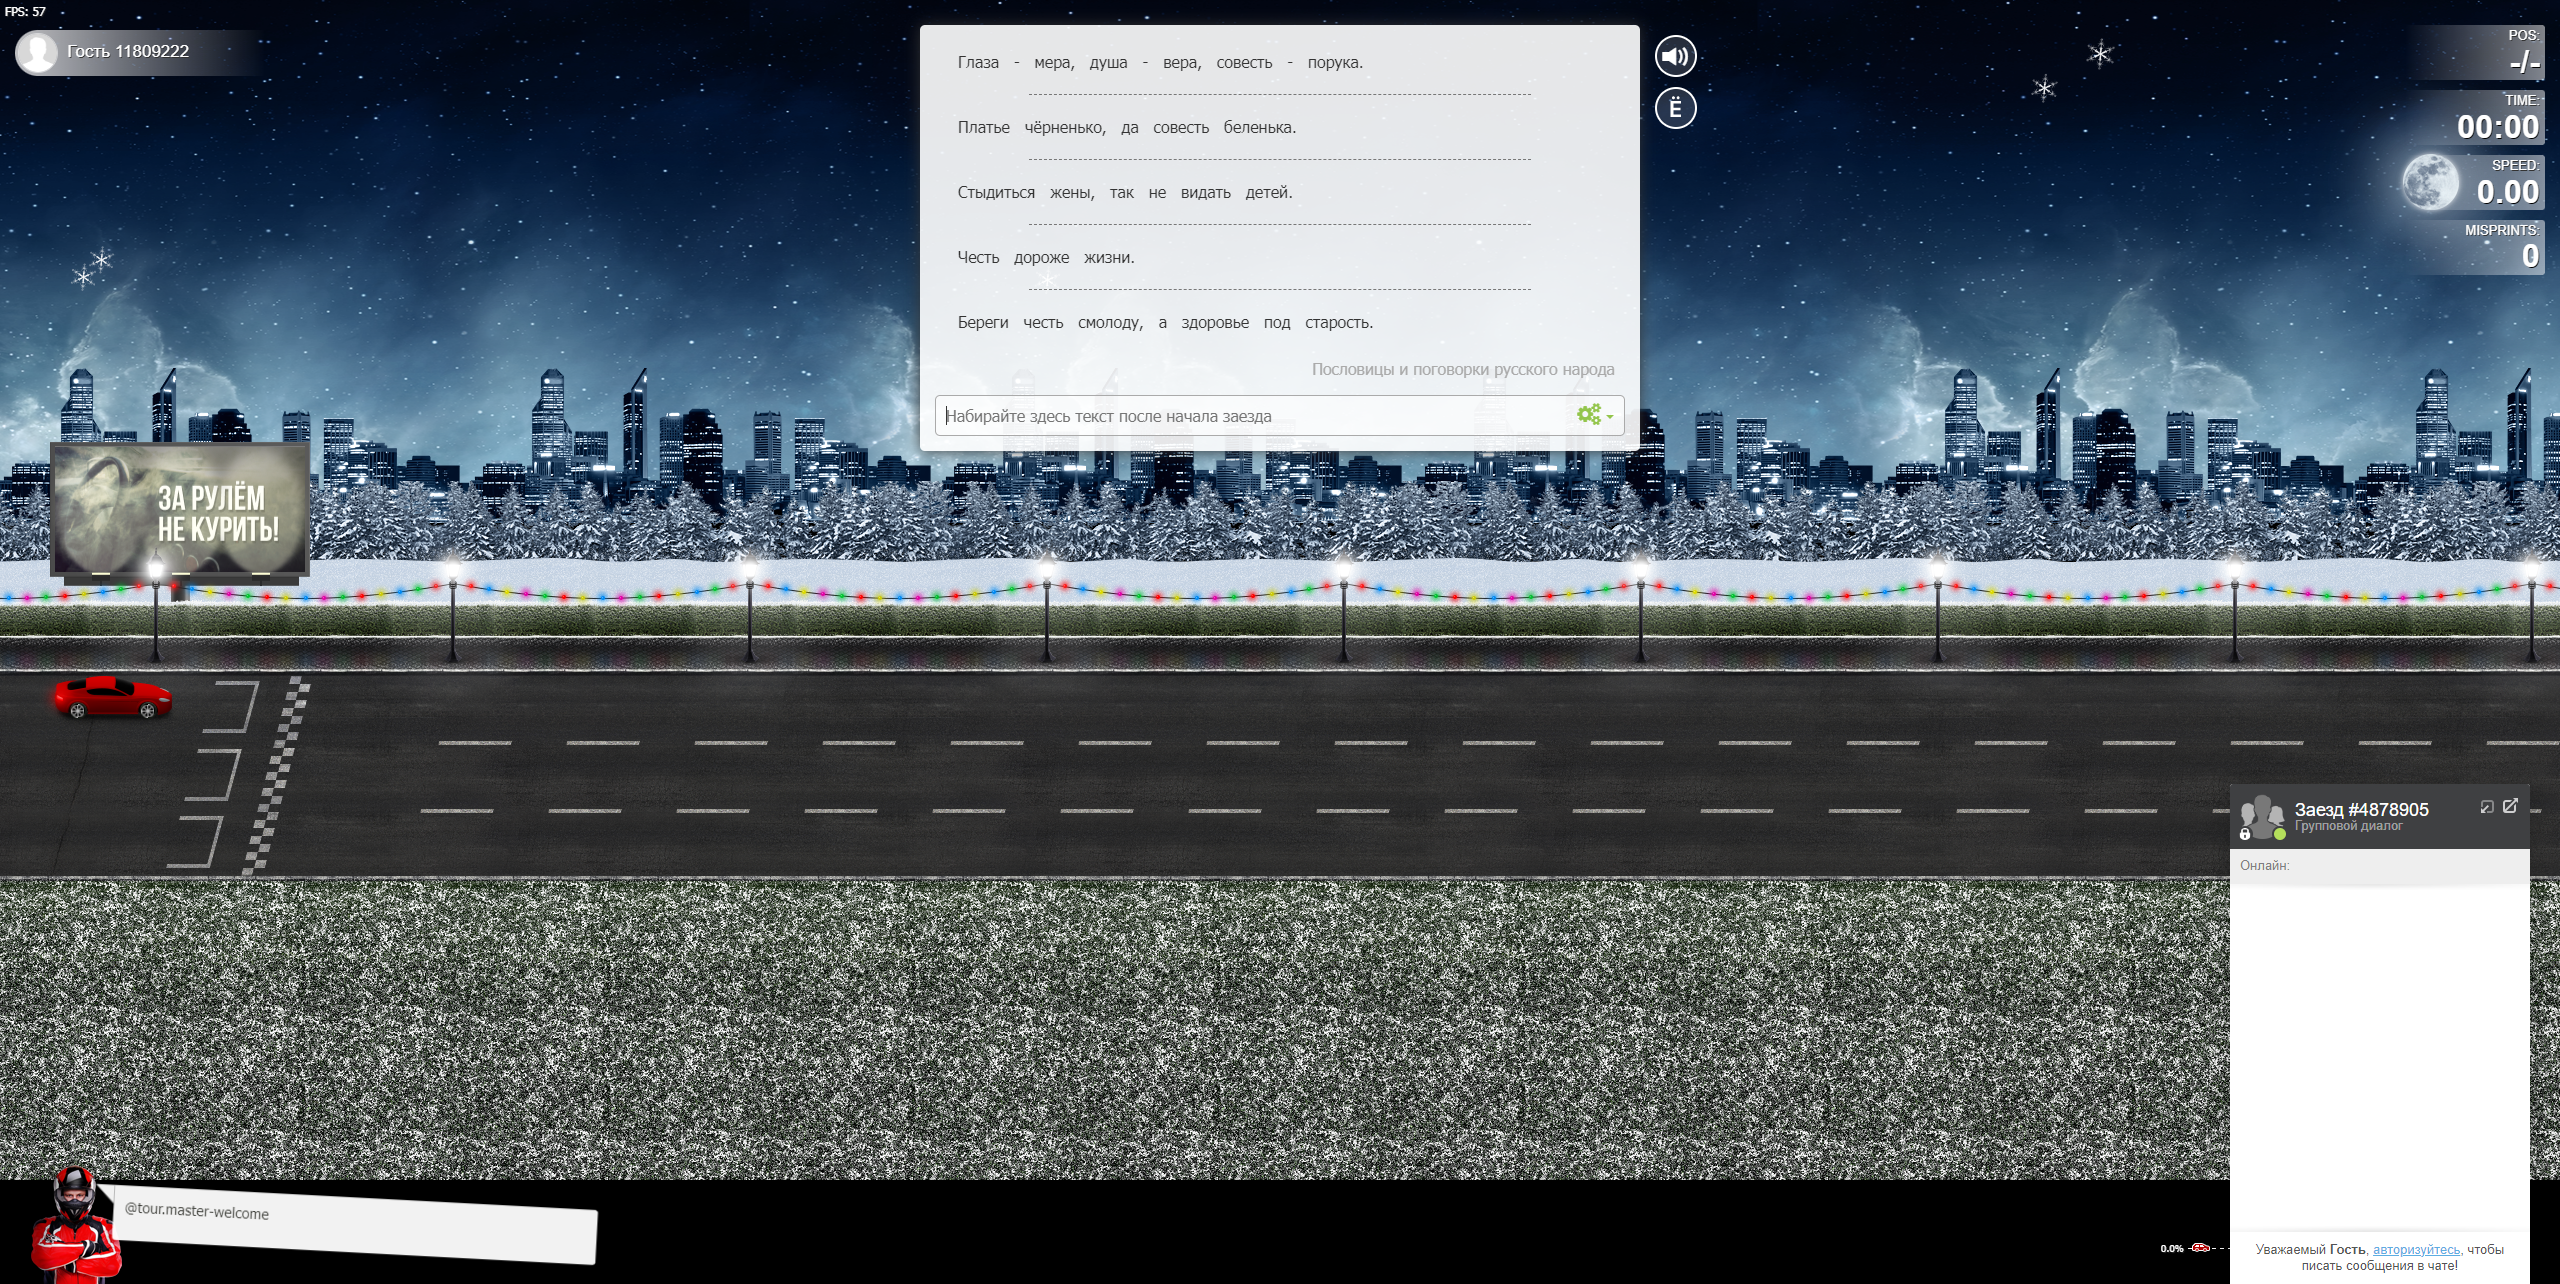 FPS: 57
Гость 11809222
Глаза - мера, душа - вера, совесть - порука.
Платье чёрненько, да совесть беленька.
Стыдиться жены, так не видать детей.
Честь дороже жизни.
Береги честь смолоду, а здоровье под старость.
Пословицы и поговорки русского народа
Набирайте здесь текст после начала заезда
Ё
POS:
-/-
TIME:
00:00
SPEED:
0.00
MISPRINTS:
0
ЗА РУЛЁМ
НЕ КУРИТЬ!
Заезд #4878905
Групповой диалог
Онлайн:
@tour.master-welcome
0.0%
Уважаемый Гость, авторизуйтесь, чтобы
писать сообщения в чате!